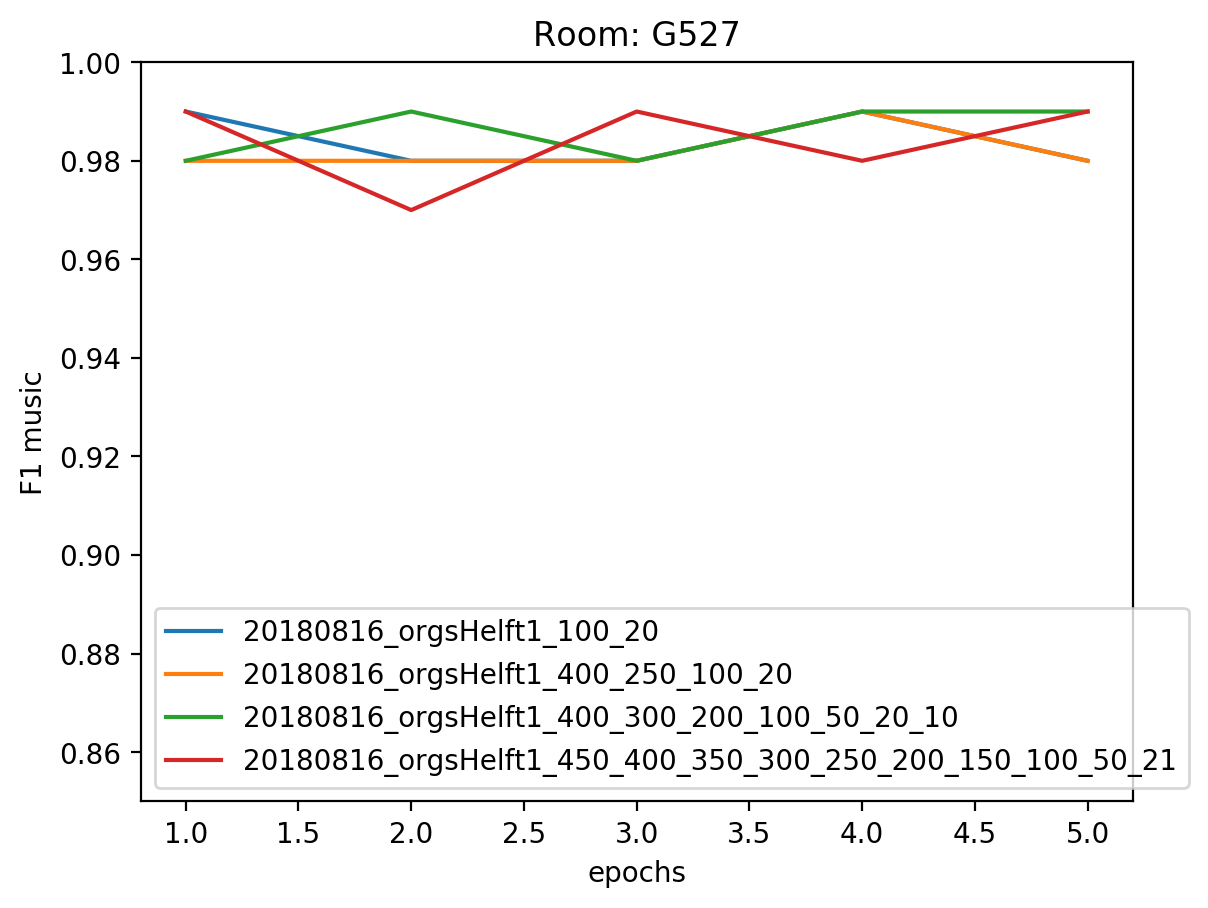 Room: G527
1.00
0.98
0.96
0.94
0.92
0.90
0.88
0.86
F1 music
20180816_orgsHelft1_100_20
20180816_orgsHelft1_400_250_100_20
20180816_orgsHelft1_400_300_200_100_50_20_10
20180816_orgsHelft1_450_400_350_300_250_200_150_100_50_21
1.0 1.5 2.0 2.5 3.0 3.5 4.0 4.5 5.0
epochs